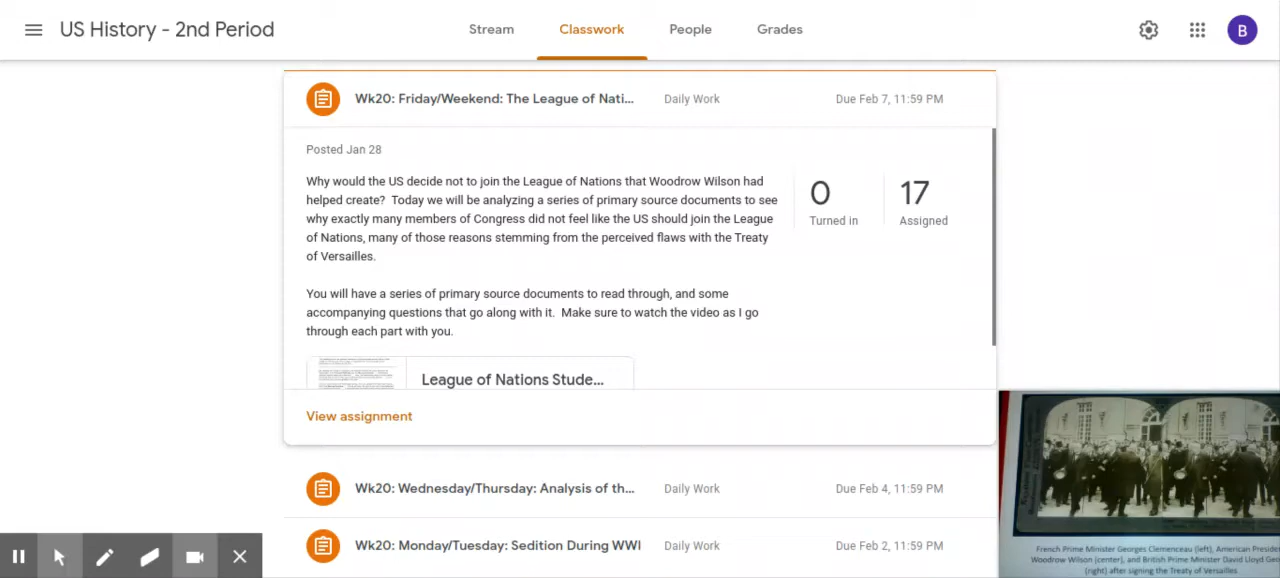 US History - 2nd Period
Stream
Classwork
People
Grades
B
Wk20: Friday/Weekend: The League of Nati...
Daily Work
Due Feb 7, 11:59 PM
Posted Jan 28
Why would the US decide not to join the League of Nations that Woodrow Wilson had
helped create? Today we will be analyzing a series of primary source documents to see
why exactly many members of Congress did not feel like the US should join the League
of Nations, many of those reasons stemming from the perceived flaws with the Treaty
of Versailles.
0
Turned in
17
Assigned
You will have a series of primary source documents to read through, and some
accompanying questions that go along with it. Make sure to watch the video as I go
through each part with you.
League of Nations Stude...
View assignment
Wk20: Wednesday/Thursday: Analysis of th...
Daily Work
Due Feb 4, 11:59 PM
Wk20: Monday/Tuesday: Sedition During WWI
Daily Work
Due Feb 2, 11:59 PM
French Prime Minister Georges Clemenceau (left), American Preside
Woodrow Wilson (center), and British Prime Minister David Lloyd Geo
(right) after signing the Treaty of Versailles